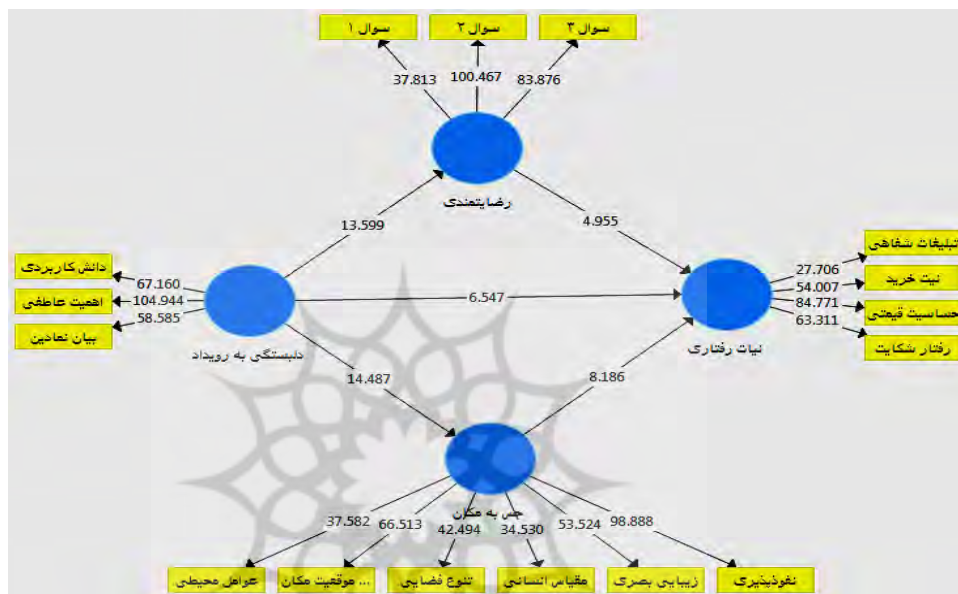 سوال ۱
سوال ۲
سوال ۳
37.813
100.467
83.876
رضایتمندی
13.599
4.955
دانش کاربردی
اهمیت عاطفی
بیان نمادین
67.160
104.944
58.585
دلبستگی به رویداد
6.547
تبلیغات شفاهی
نیت خرید
حساسیت قیمتی
رفتار شکایت
27.706
54.007
84.771
63.311
نیات رفتاری
14.487
8.186
حس به مکان
37.582
66.513
42.494
34.530
53.524
98.888
عوامل محیطی
موقعیت مکان ...
تنوع فضایی
مقیاس انسانی
زیبایی بصری
نفوذپذیری